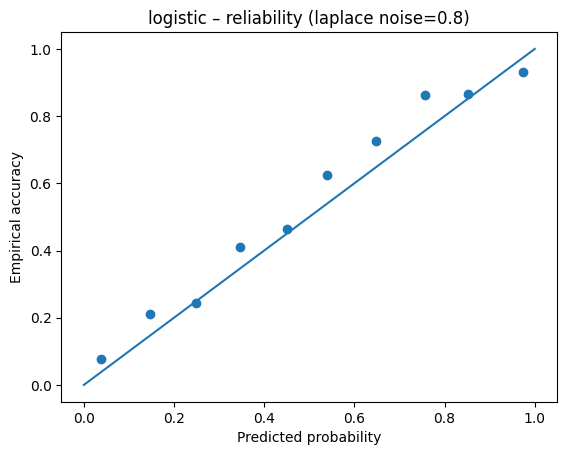 logistic – reliability (laplace noise=0.8)
1.0
0.8
0.6
0.4
0.2
0.0
Empirical accuracy
0.0 0.2 0.4 0.6 0.8 1.0
Predicted probability